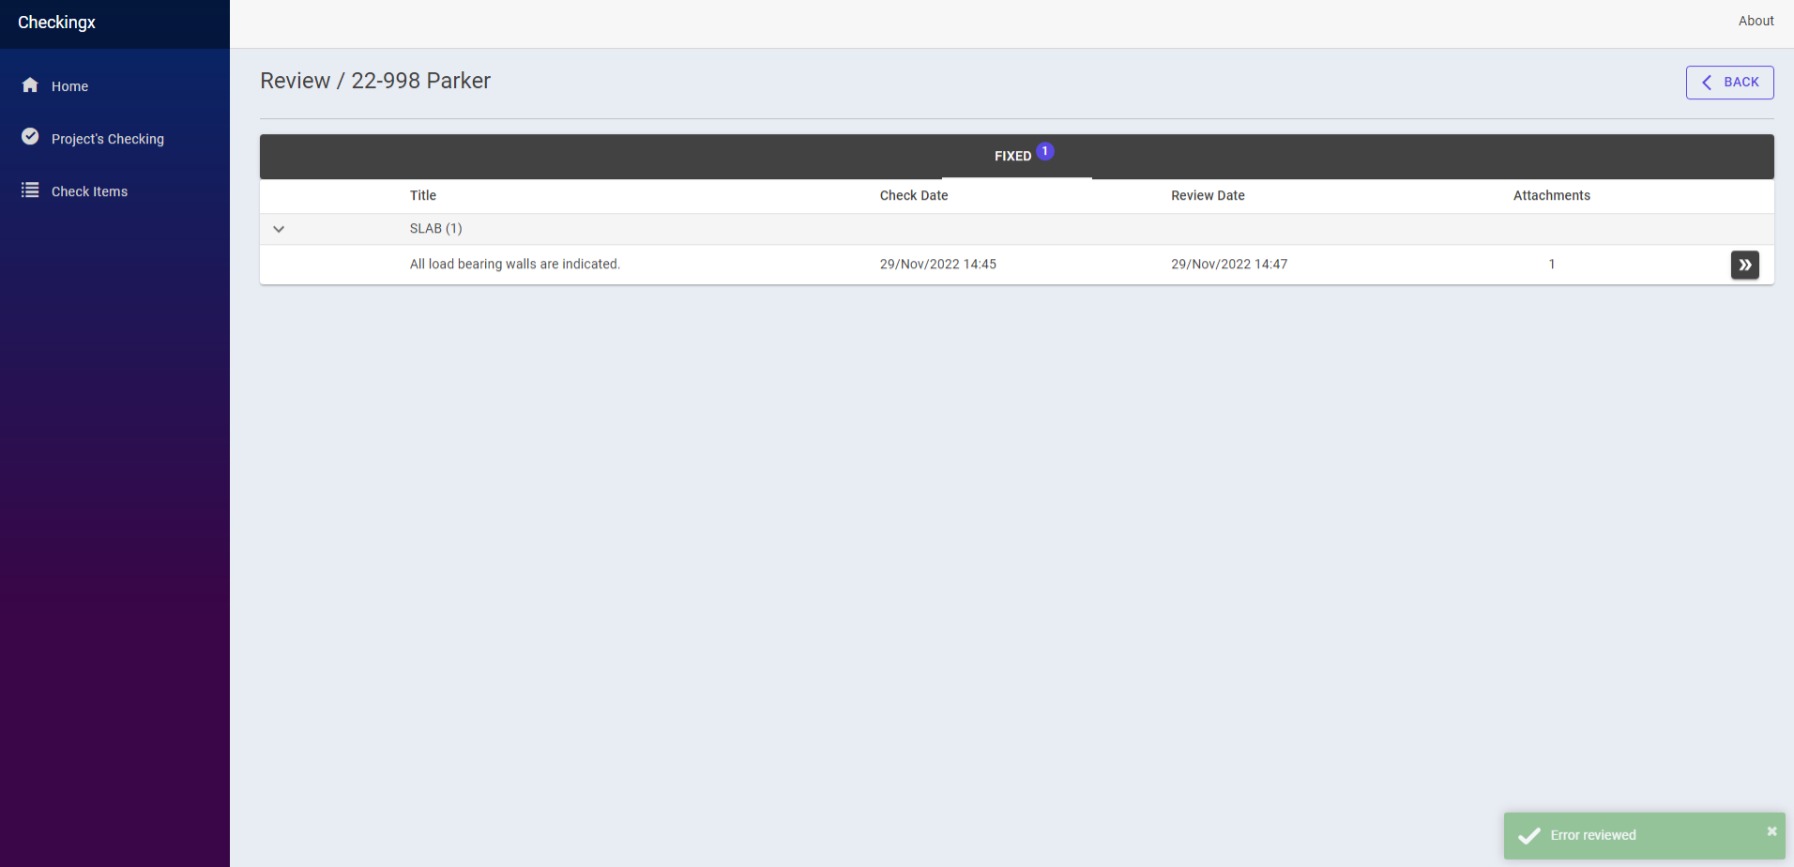 Checkingx
About
Home
Project's Checking
Check Items
Review / 22-998 Parker
BACK
FIXED 1
Title Check Date Review Date Attachments
SLAB (1)
All load bearing walls are indicated. 29/Nov/2022 14:45 29/Nov/2022 14:47 1
Error reviewed